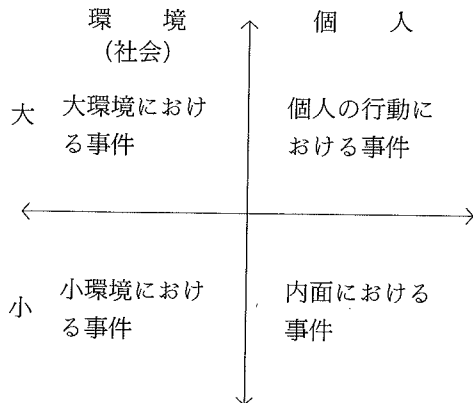 環　境
（社会）
個　人
大
大環境におけ
る事件
個人の行動に
おける事件
小
小環境におけ
る事件
内面における
事件